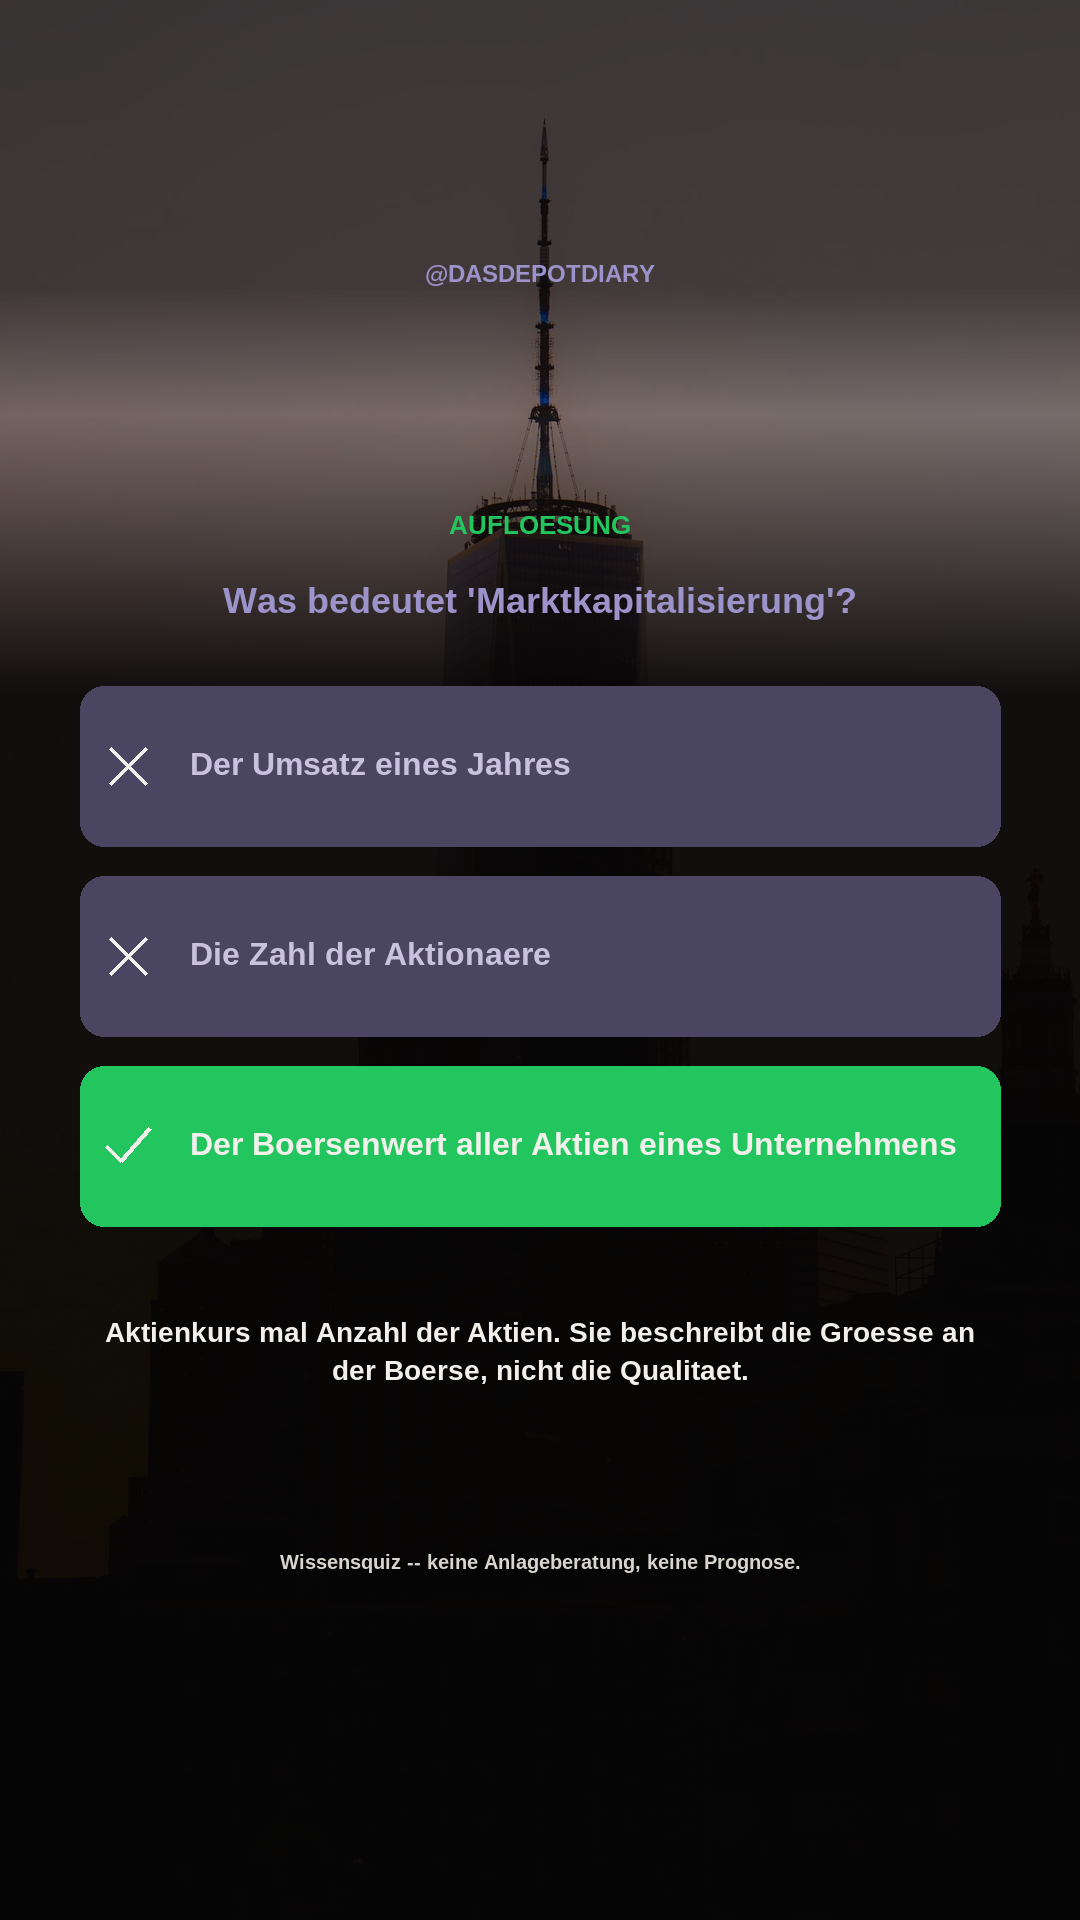 @DASDEPOTDIARY
AUFLOESUNG
Was bedeutet 'Marktkapitalisierung'?
Der Umsatz eines Jahres
Die Zahl der Aktionaere
Der Boersenwert aller Aktien eines Unternehmens
Aktienkurs mal Anzahl der Aktien. Sie beschreibt die Groesse an
der Boerse, nicht die Qualitaet.
Wissensquiz -- keine Anlageberatung, keine Prognose.